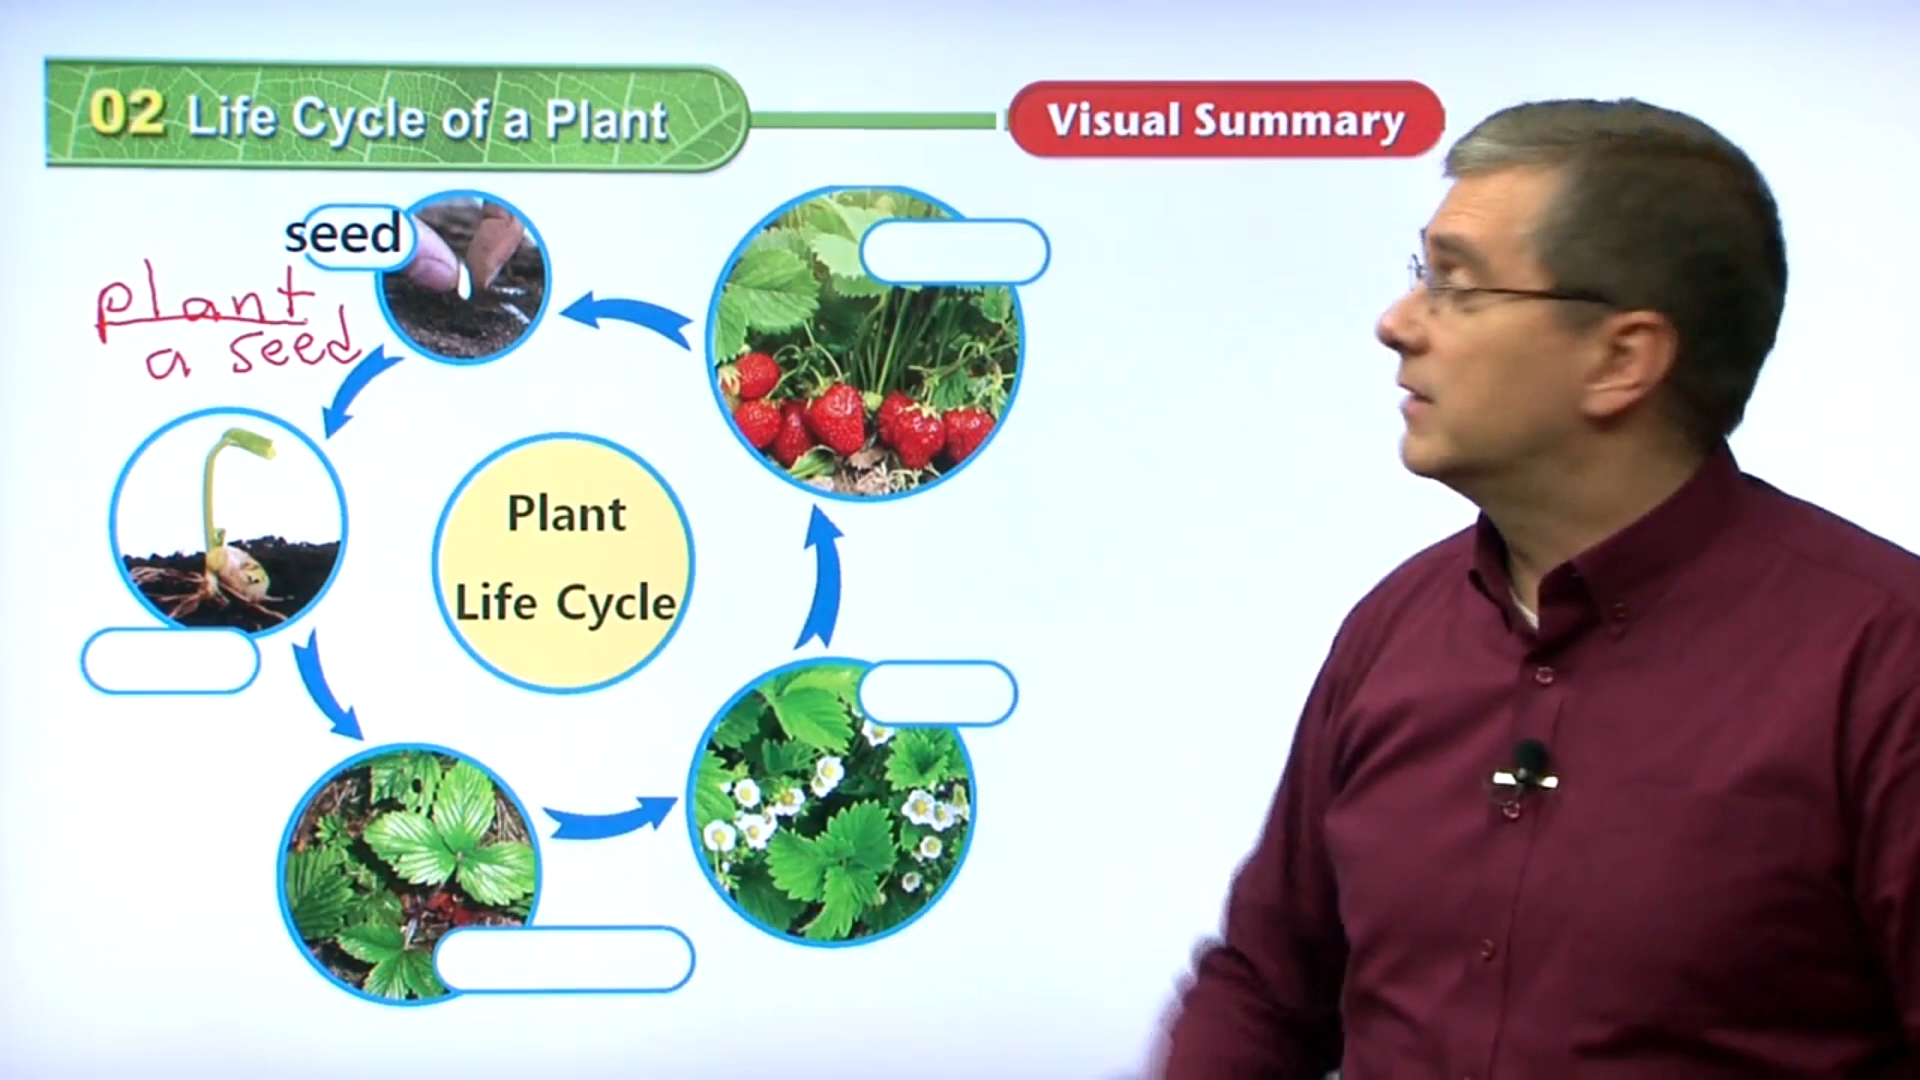 02 Life Cycle of a Plant
Visual Summary
seed
plant
a seed
Plant
Life Cycle